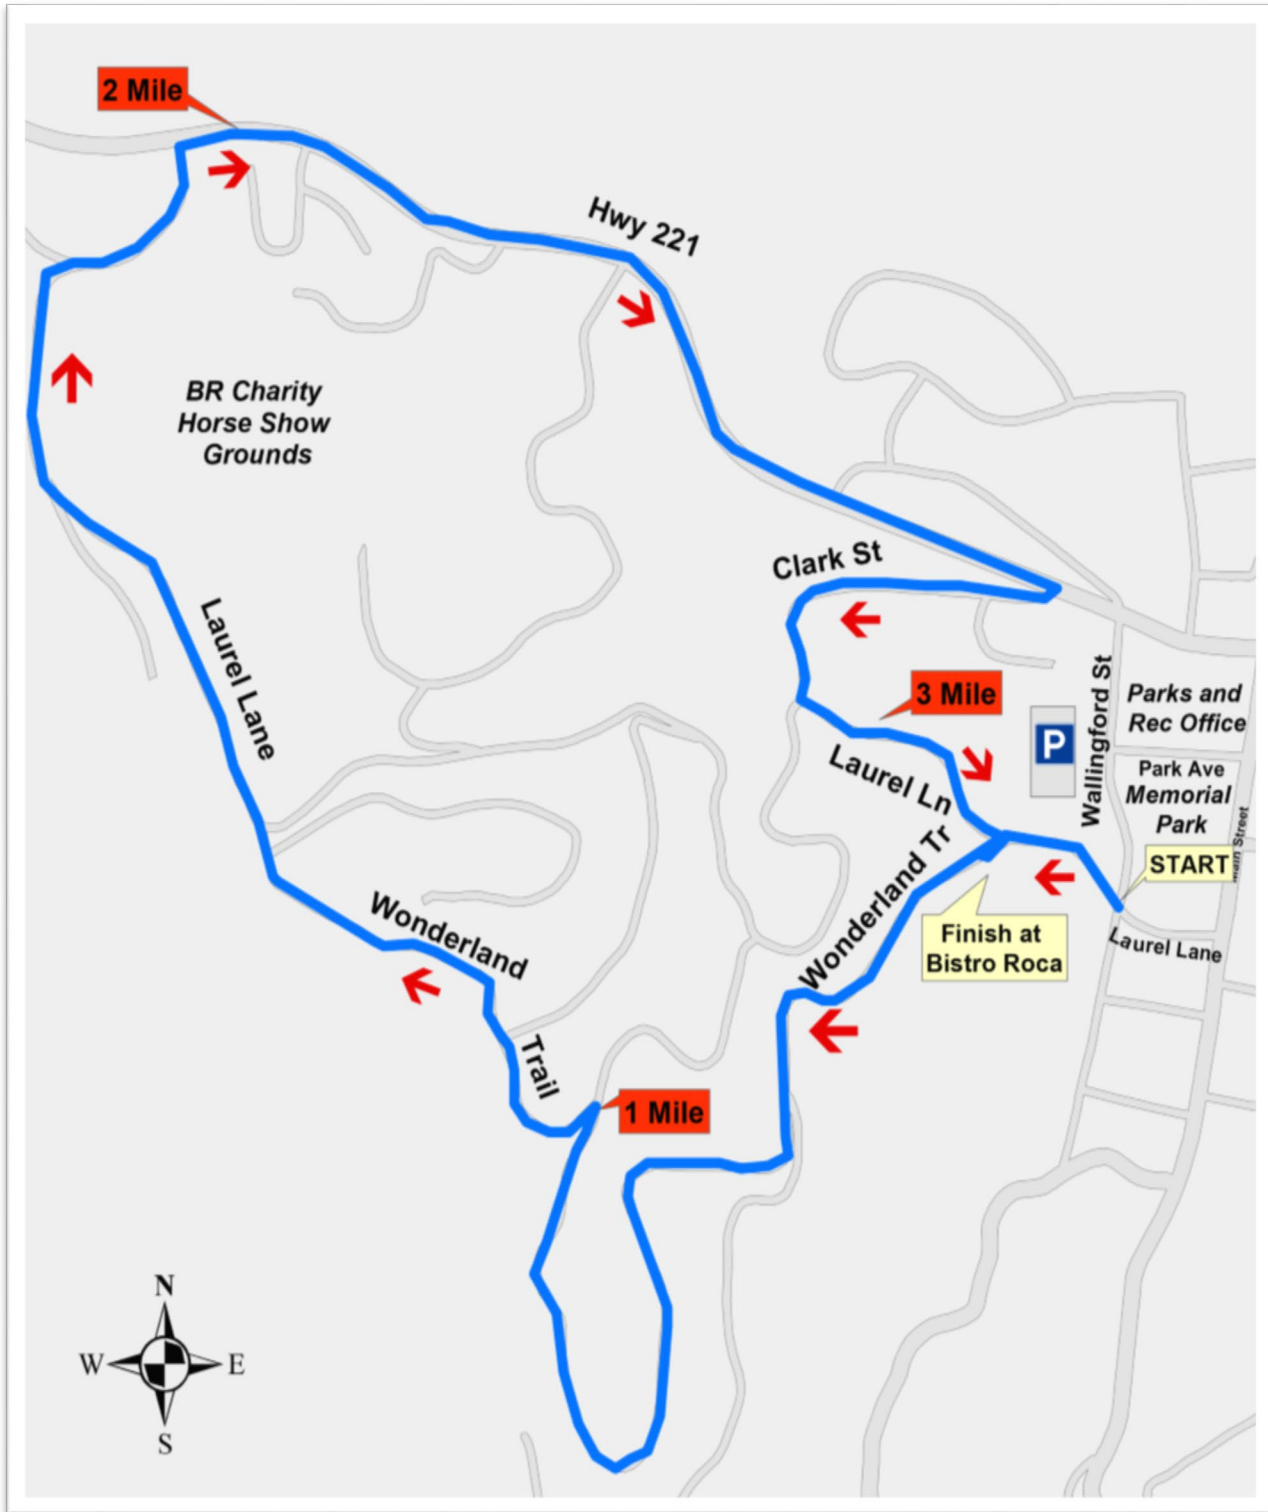 2 Mile
Hwy 221
BR Charity
Horse Show
Grounds
Clark St
Laurel Lane
3 Mile
Wallingford St
Parks and
Rec Office
P
Park Ave
Memorial
Park
Laurel Ln
Main Street
START
Wonderland Tr
Wonderland
Finish at
Bistro Roca
Laurel Lane
Trail
1 Mile
N
W E
S